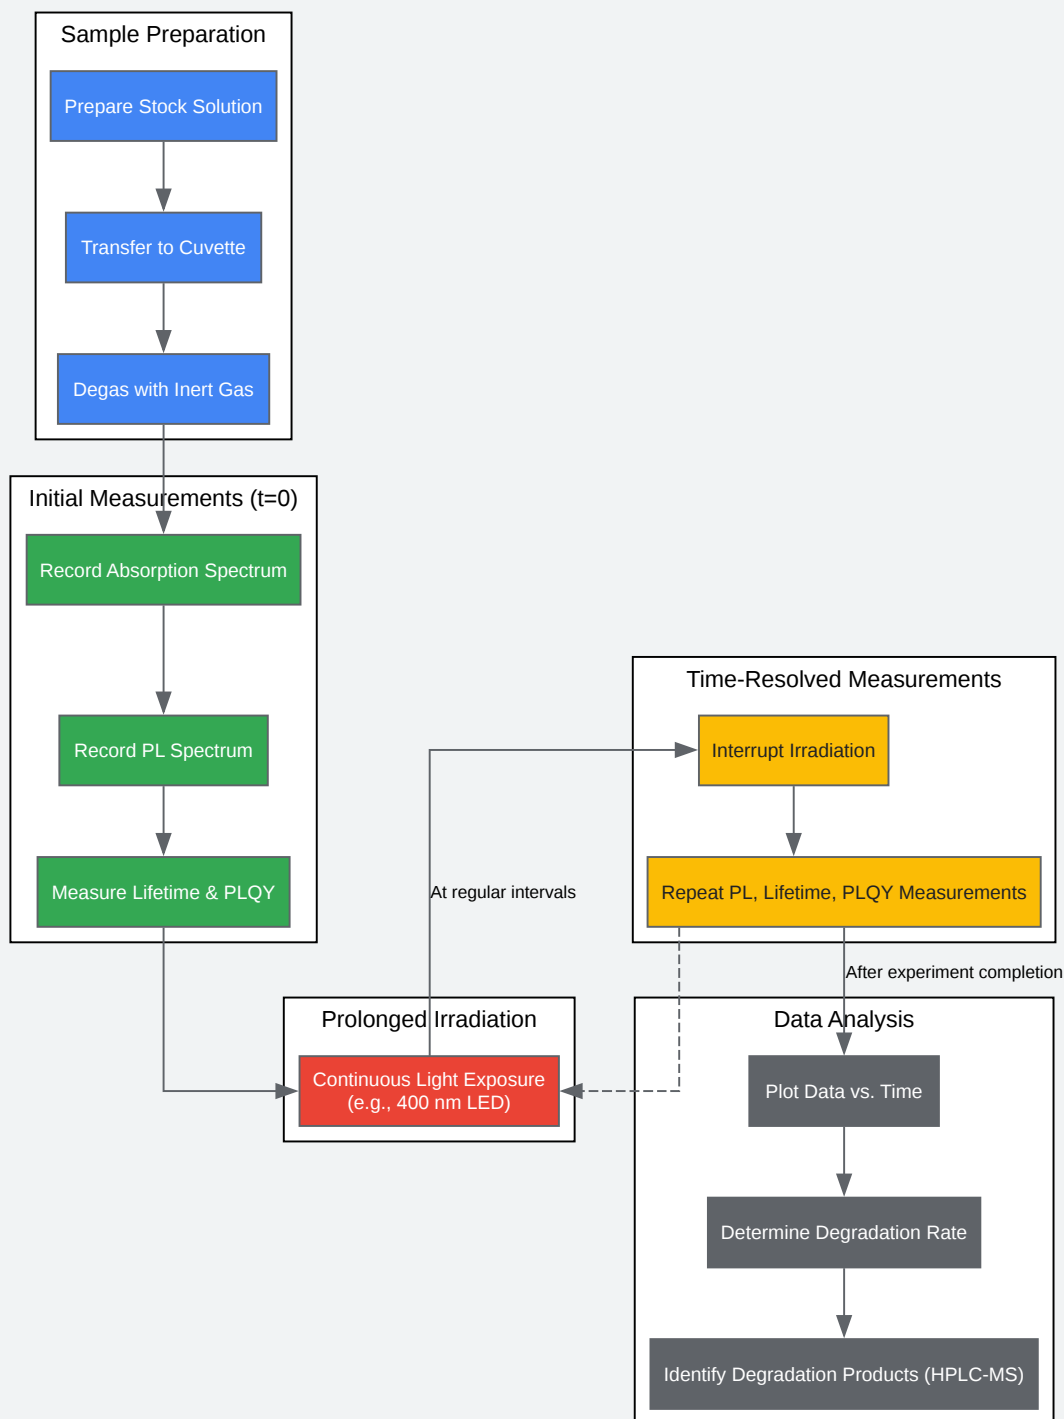 Sample Preparation
Prepare Stock Solution
Transfer to Cuvette
Degas with Inert Gas
Initial Measurements (t=0)
Record Absorption Spectrum
Record PL Spectrum
Measure Lifetime & PLQY
Prolonged Irradiation
Continuous Light Exposure
(e.g., 400 nm LED)
At regular intervals
Time-Resolved Measurements
Interrupt Irradiation
Repeat PL, Lifetime, PLQY Measurements
After experiment completion
Data Analysis
Plot Data vs. Time
Determine Degradation Rate
Identify Degradation Products (HPLC-MS)